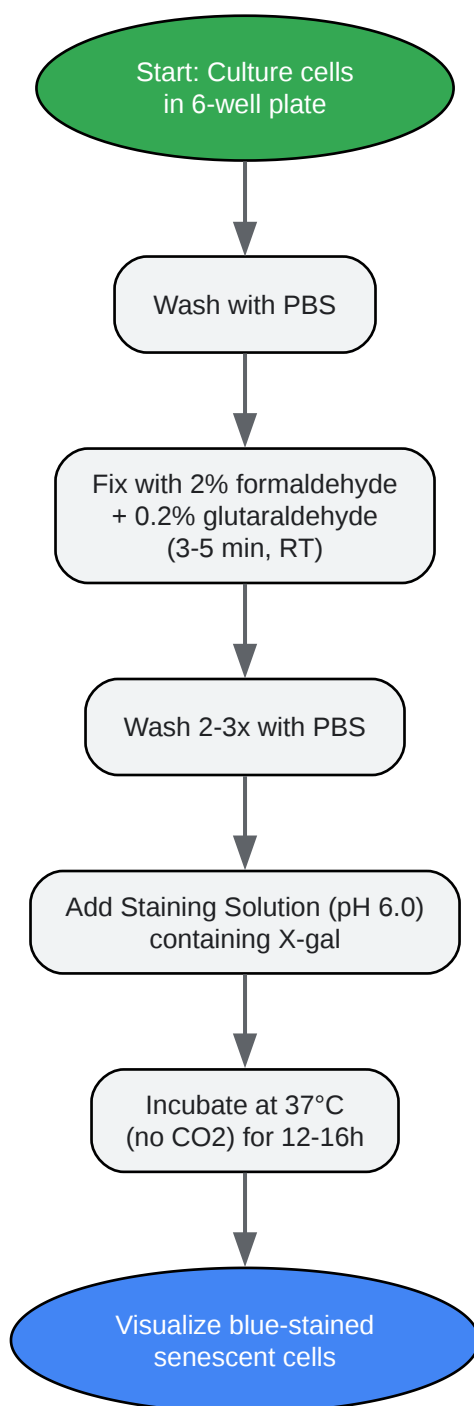 Start: Culture cells
in 6-well plate
Wash with PBS
Fix with 2% formaldehyde
+ 0.2% glutaraldehyde
(3-5 min, RT)
Wash 2-3x with PBS
Add Staining Solution (pH 6.0)
containing X-gal
Incubate at 37°C
(no CO2) for 12-16h
Visualize blue-stained
senescent cells